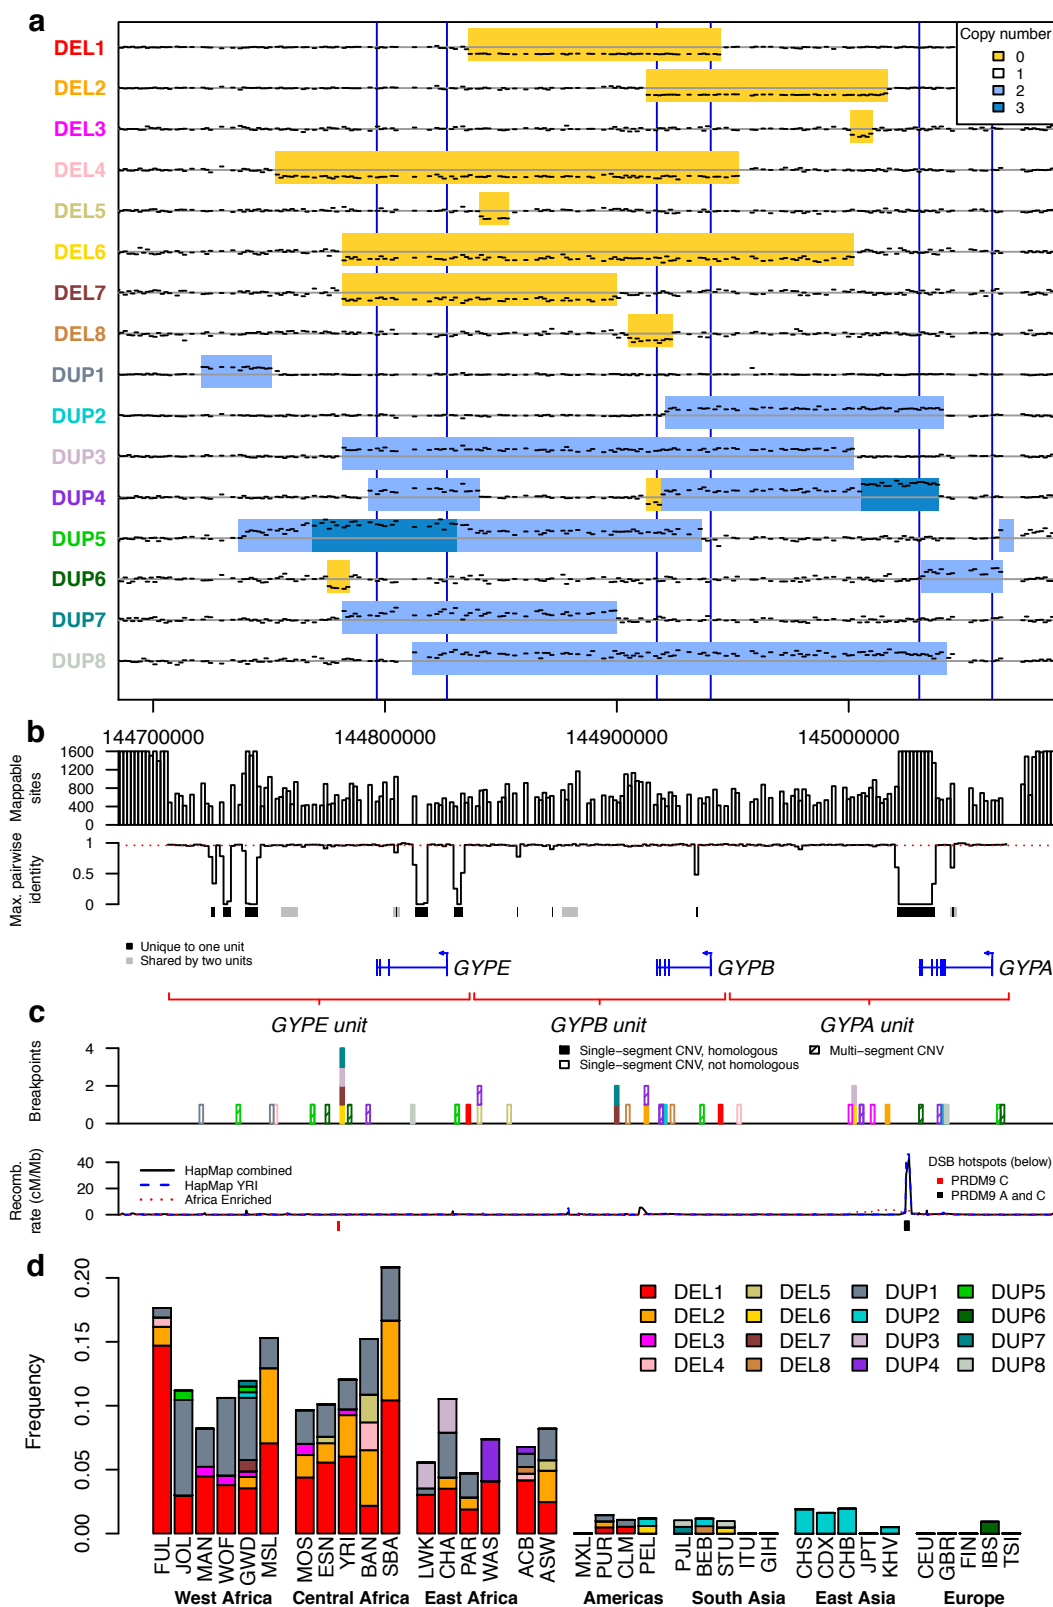 a
DEL1
DEL2
DEL3
DEL4
DEL5
DEL6
DEL7
DEL8
DUP1
DUP2
DUP3
DUP4
DUP5
DUP6
DUP7
DUP8
Copy number
0
1
2
3
144700000 144800000 144900000 145000000
b
Mappable sites
1600
1200
800
400
0
Max. pairwise identity
1
0.5
0
Unique to one unit
Shared by two units
GYPE GYPB GYPA
GYPE unit GYPB unit GYPA unit
c
Breakpoints
4
2
0
Single-segment CNV, homologous
Single-segment CNV, not homologous
Multi-segment CNV
Recomb. rate (cM/Mb)
40
20
0
HapMap combined
HapMap YRI
Africa Enriched
DSB hotspots (below)
PRDM9 C
PRDM9 A and C
d
Frequency
0.20
0.15
0.10
0.05
0.00
DEL1 DEL5 DUP1 DUP5
DEL2 DEL6 DUP2 DUP6
DEL3 DEL7 DUP3 DUP7
DEL4 DEL8 DUP4 DUP8
FUL JOL MAN WOF GWD MSL MOS ESN YRI BAN SBA LWK CHA PAR WAS ACB ASW MXL PUR CLM PEL PJL BEB STU ITU GIH CHS CDX CHB JPT KHV CEU GBR FIN IBS TSI
West Africa Central Africa East Africa Americas South Asia East Asia Europe